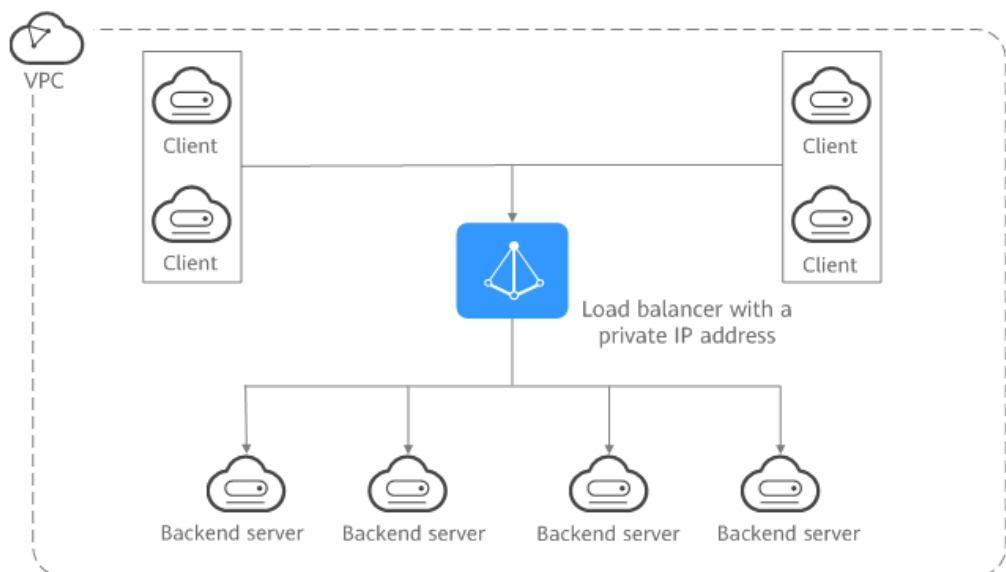 VPC
Client
Client
Client
Client
Load balancer with a
private IP address
Backend server
Backend server
Backend server
Backend server